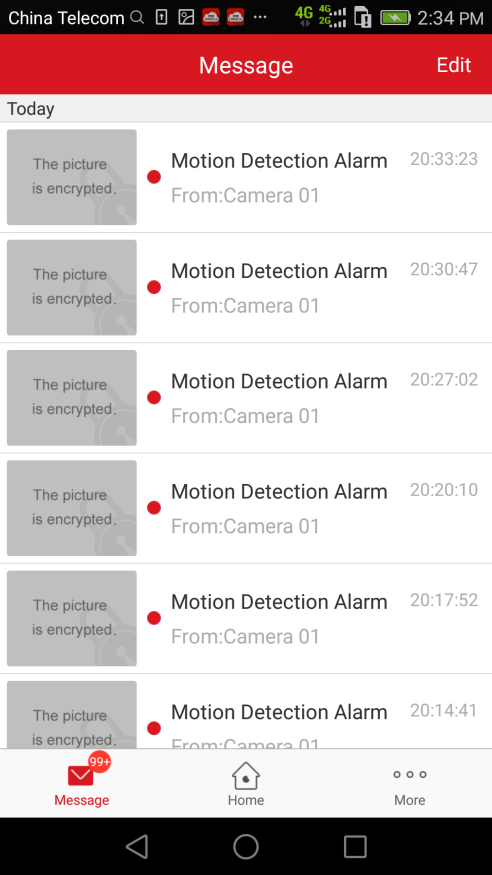 China Telecom 4G 4G 2G 2:34 PM
Message Edit
Today
The picture
is encrypted.
Motion Detection Alarm 20:33:23
From:Camera 01
The picture
is encrypted.
Motion Detection Alarm 20:30:47
From:Camera 01
The picture
is encrypted.
Motion Detection Alarm 20:27:02
From:Camera 01
The picture
is encrypted.
Motion Detection Alarm 20:20:10
From:Camera 01
The picture
is encrypted.
Motion Detection Alarm 20:17:52
From:Camera 01
The picture
is encrypted.
Motion Detection Alarm 20:14:41
From:Camera 01
99+
Message Home More